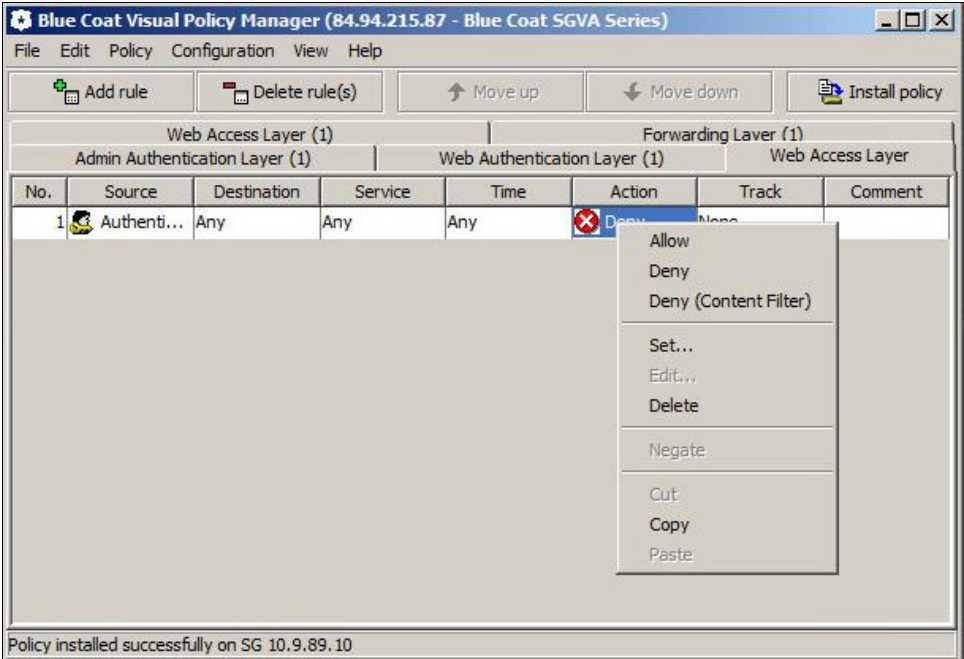 Blue Coat Visual Policy Manager (84.94.215.87 - Blue Coat SGVA Series)
File Edit Policy Configuration View Help
Add rule Delete rule(s) Move up Move down Install policy
Web Access Layer (1) Forwarding Layer (1)
Admin Authentication Layer (1) Web Authentication Layer (1) Web Access Layer
No. Source Destination Service Time Action Track Comment
1 Authenti... Any Any Any Deny None
Allow
Deny
Deny (Content Filter)
Set...
Edit...
Delete
Negate
Cut
Copy
Paste
Policy installed successfully on SG 10.9.89.10